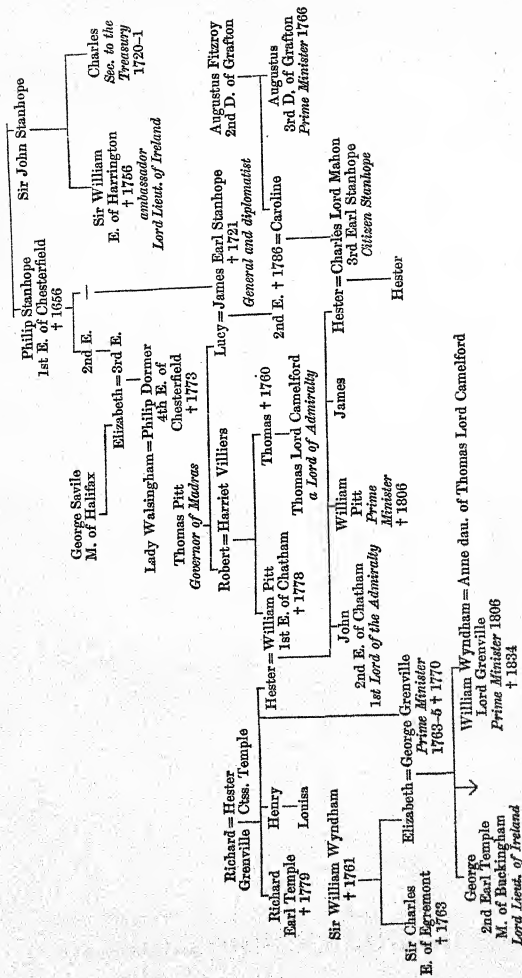 Philip Stanhope
1st E. of Chesterfield
† 1656
Sir John Stanhope
Sir William
E. of Harrington
† 1756
ambassador
Lord Lieut. of Ireland
Charles
Sec. to the
Treasury
1720-1
George Savile
M. of Halifax
2nd E.
Elizabeth=3rd E.
Lady Walsingham=Philip Dormer
4th E. of
Chesterfield
† 1773
Thomas Pitt
Governor of Madras
Lucy=James Earl Stanhope
† 1721
General and diplomatist
Augustus Fitzroy
2nd D. of Grafton
Robert=Harriet Villiers
2nd E. † 1786=Caroline
Augustus
3rd D. of Grafton
Prime Minister 1766
Richard=Hester
Grenville Ctss. Temple
Hester=William Pitt
1st E. of Chatham
† 1778
Thomas † 1760
Thomas Lord Camelford
a Lord of Admiralty
Richard
Earl Temple
† 1779
Henry
Louisa
John
2nd E. of Chatham
1st Lord of the Admiralty
William
Pitt
Prime
Minister
† 1806
James
Hester=Charles Lord Mahon
3rd Earl Stanhope
Citizen Stanhope
Hester
Sir William Wyndham
† 1761
Sir Charles
E. of Egremont
† 1763
Elizabeth=George Grenville
Prime Minister
1763-5 † 1770
George
2nd Earl Temple
M. of Buckingham
Lord Lieut. of Ireland
William Wyndham=Anne dau. of Thomas Lord Camelford
Lord Grenville
Prime Minister 1806
† 1834